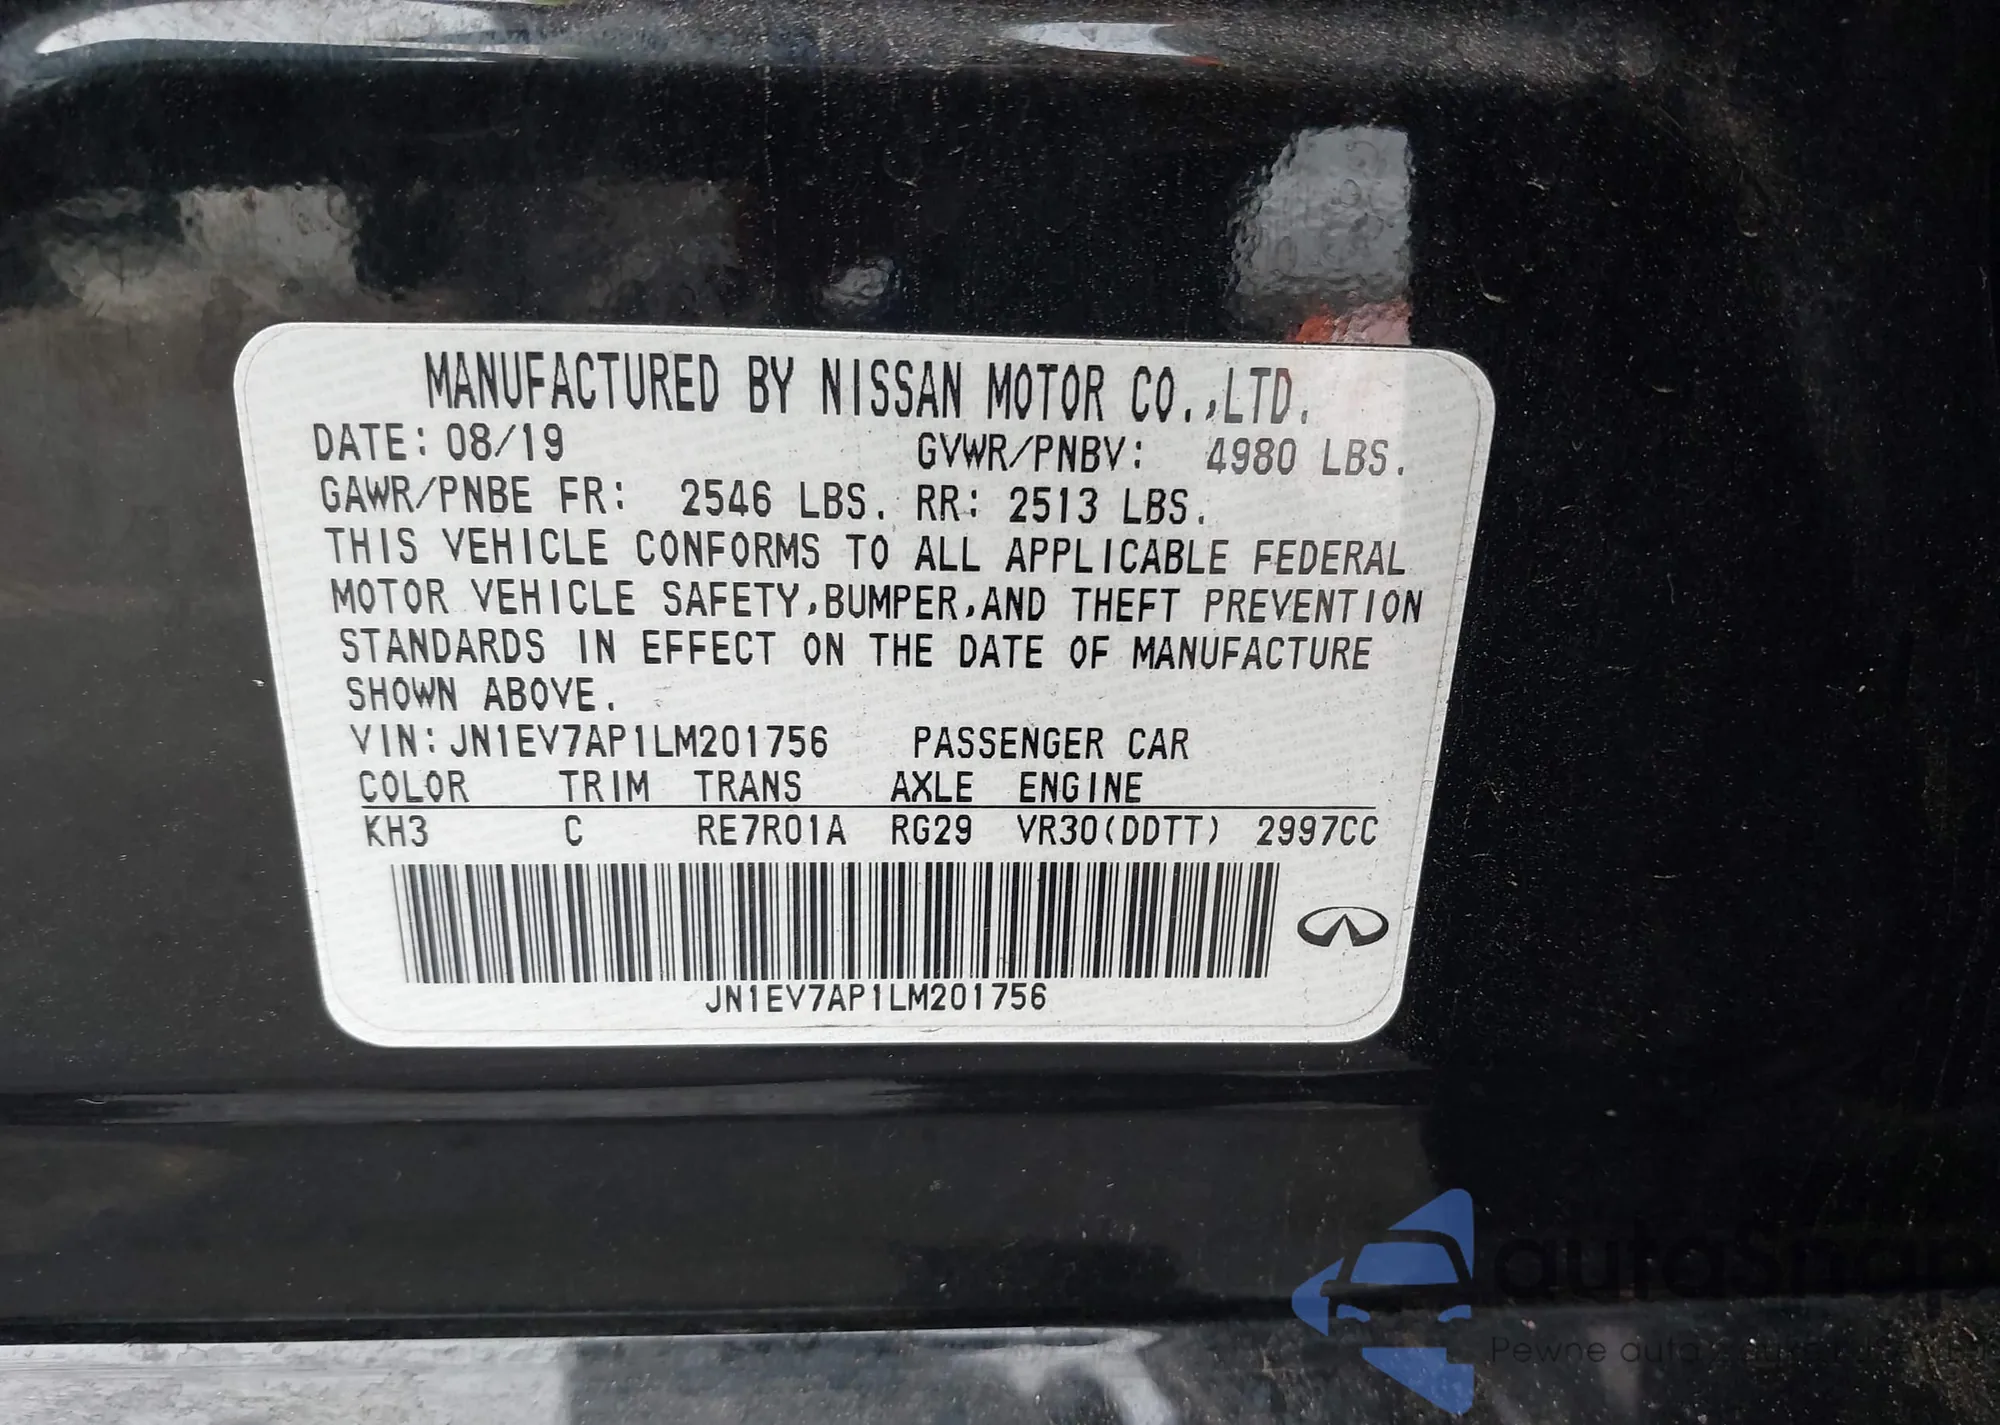 MANUFACTURED BY NISSAN MOTOR CO.,LTD.
DATE: 08/19 GVWR/PNBV: 4980 LBS.
GAWR/PNBE FR: 2546 LBS. RR: 2513 LBS.
THIS VEHICLE CONFORMS TO ALL APPLICABLE FEDERAL
MOTOR VEHICLE SAFETY,BUMPER,AND THEFT PREVENTION
STANDARDS IN EFFECT ON THE DATE OF MANUFACTURE
SHOWN ABOVE.
VIN:JN1EV7AP1LM201756 PASSENGER CAR
COLOR TRIM TRANS AXLE ENGINE
KH3 C RE7R01A RG29 VR30(DDTT) 2997CC
JN1EV7AP1LM201756
autosnap
Pewne auto